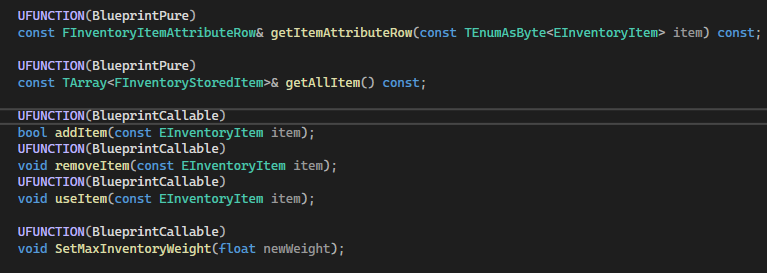 UFUNCTION(BlueprintPure)
const FInventoryItemAttributeRow& getItemAttributeRow(const TEnumAsByte<EInventoryItem> item) const;
UFUNCTION(BlueprintPure)
const TArray<FInventoryStoredItem>& getAllItem() const;
UFUNCTION(BlueprintCallable)
bool addItem(const EInventoryItem item);
UFUNCTION(BlueprintCallable)
void removeItem(const EInventoryItem item);
UFUNCTION(BlueprintCallable)
void useItem(const EInventoryItem item);
UFUNCTION(BlueprintCallable)
void SetMaxInventoryWeight(float newWeight);